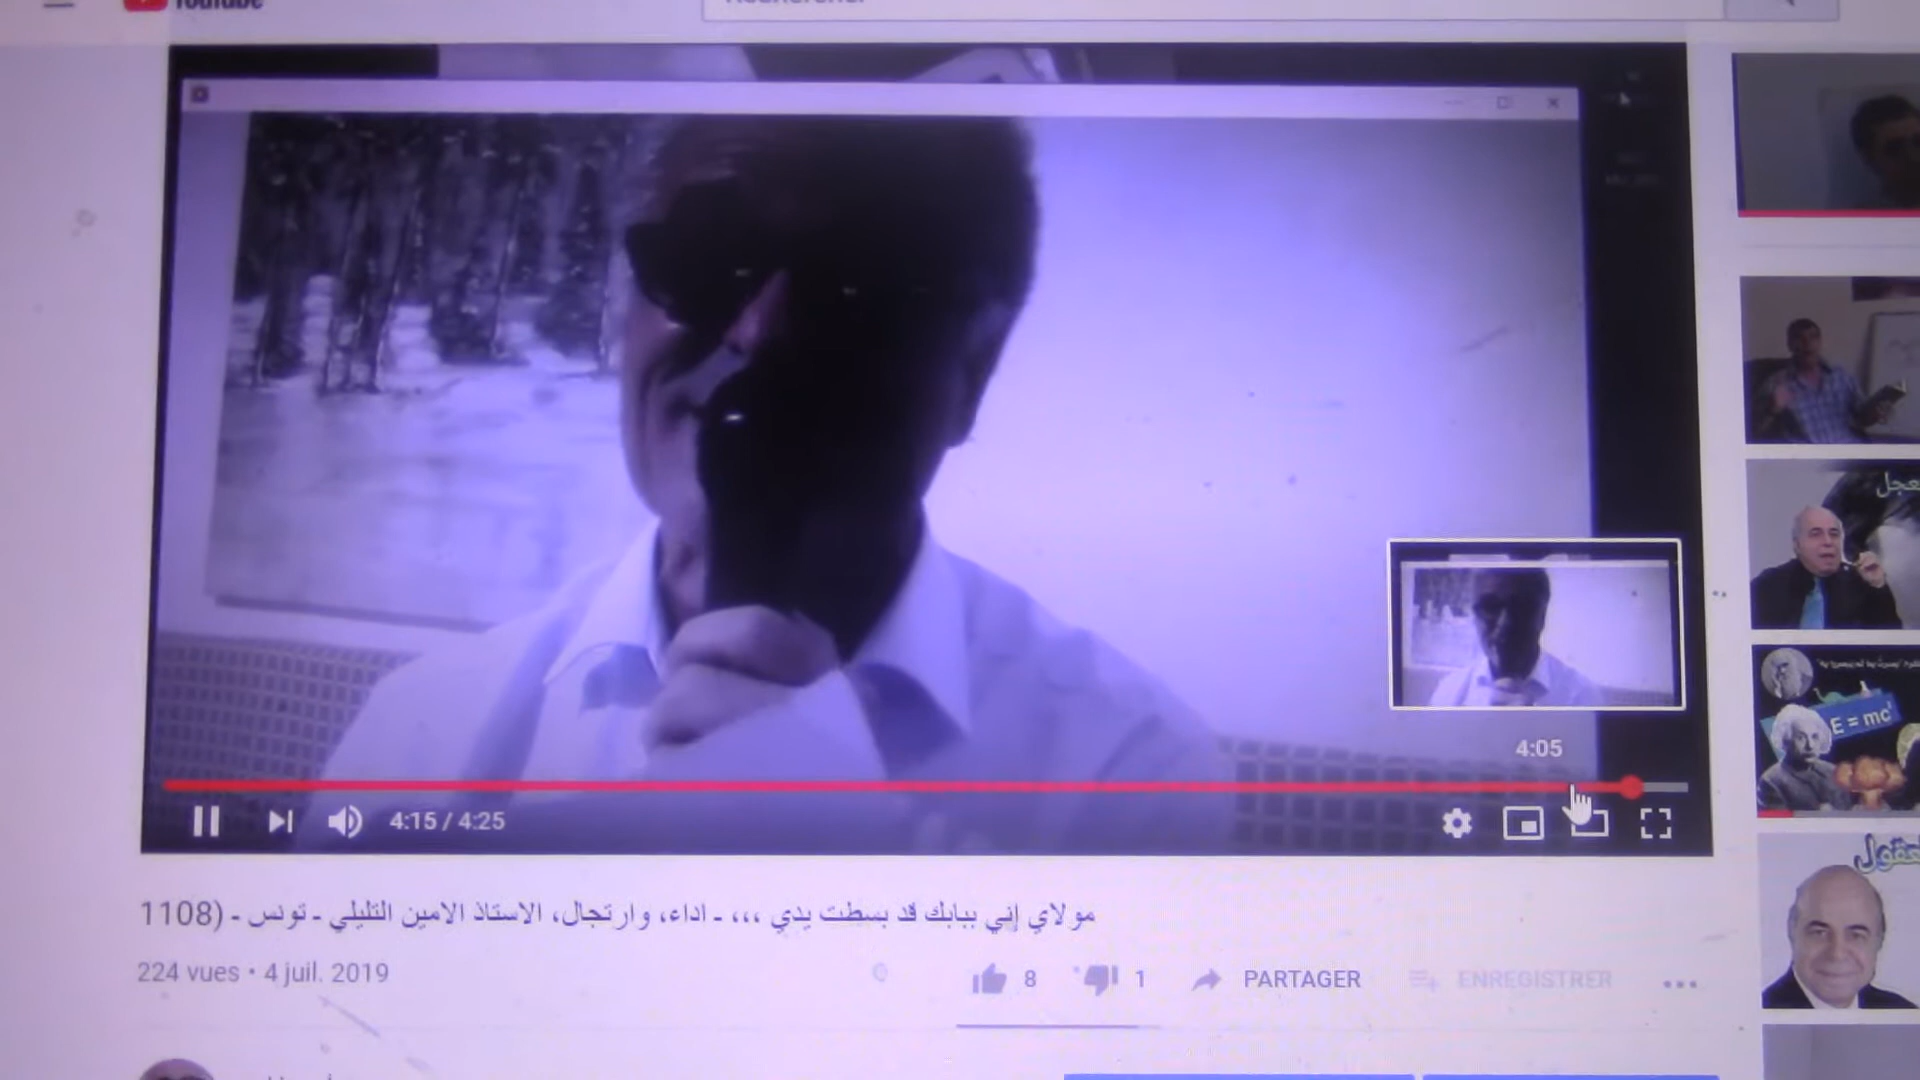 YouTube
Rechercher
4:05
4:15 / 4:25
مولاي إني ببابك قد بسطت يدي ،،، ـ اداء، وارتجال، الاستاذ الامين التليلي ـ تونس ـ (1108
224 vues • 4 juil. 2019
8
1
PARTAGER
ENREGISTRER
E = mc²